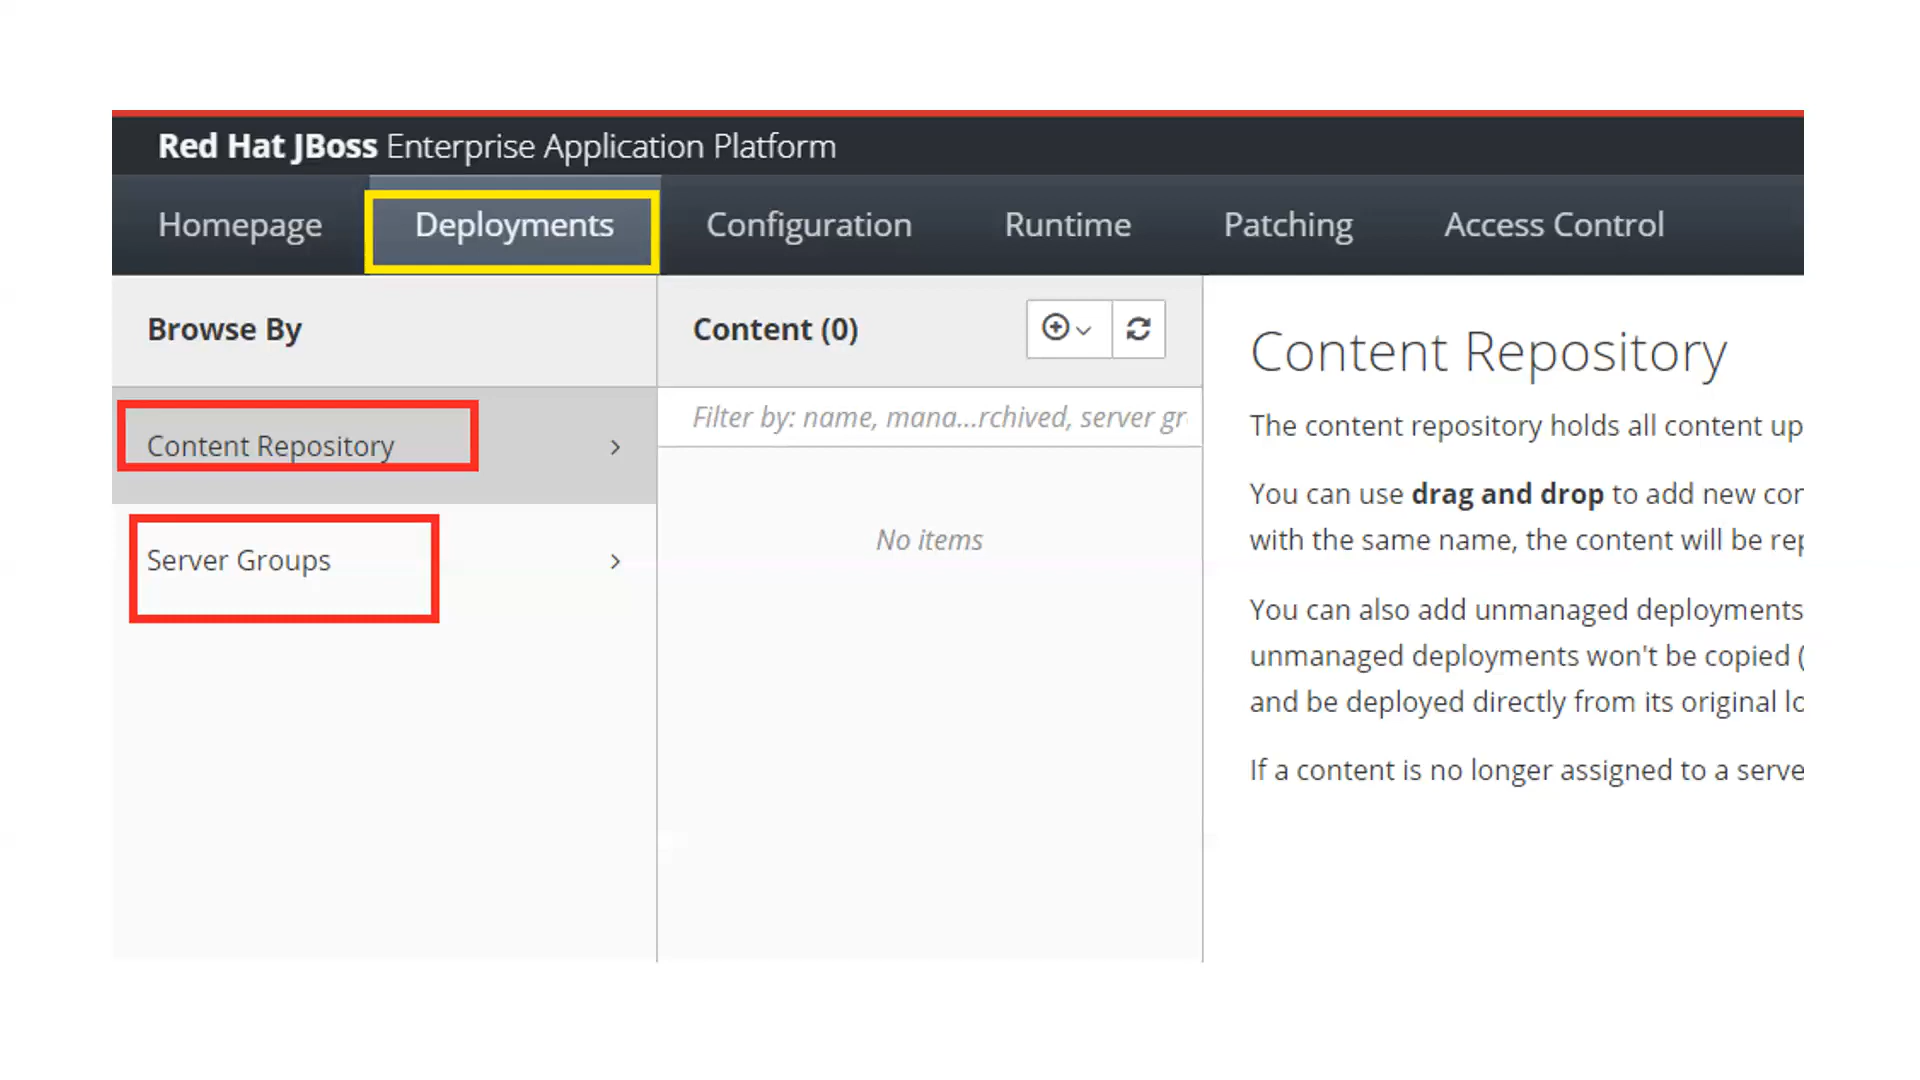 Red Hat JBoss Enterprise Application Platform
Homepage Deployments Configuration Runtime Patching Access Control
Browse By
Content Repository
Server Groups
Content (0)
Filter by: name, mana...rchived, server gr
No items
Content Repository
The content repository holds all content up
You can use drag and drop to add new cor
with the same name, the content will be rep
You can also add unmanaged deployments
unmanaged deployments won't be copied (
and be deployed directly from its original lo
If a content is no longer assigned to a serve